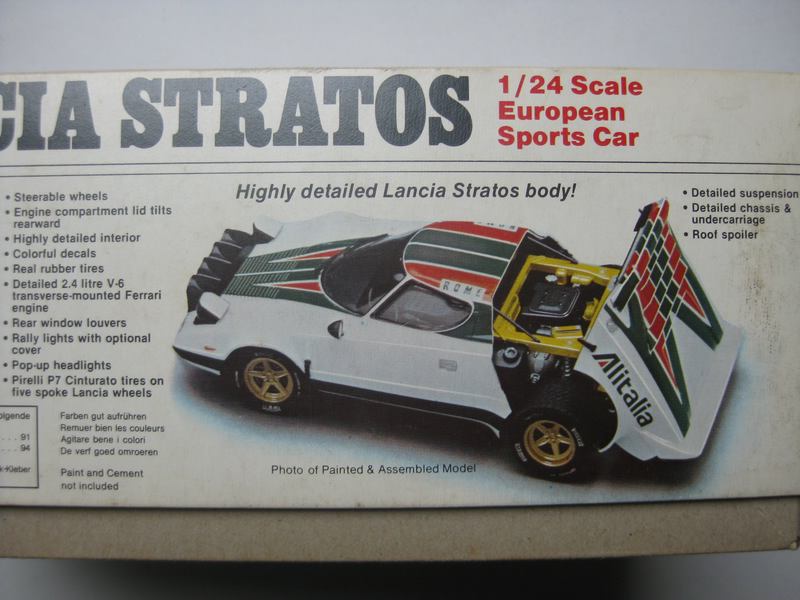 CIA STRATOS
1/24 Scale
European
Sports Car
• Steerable wheels
• Engine compartment lid tilts
rearward
• Highly detailed interior
• Colorful decals
• Real rubber tires
• Detailed 2.4 litre V-6
transverse-mounted Ferrari
engine
• Rear window louvers
• Rally lights with optional
cover
• Pop-up headlights
• Pirelli P7 Cinturato tires on
five spoke Lancia wheels
Highly detailed Lancia Stratos body!
• Detailed suspension
• Detailed chassis &
undercarriage
• Roof spoiler
ROME
Alitalia
olgende
. . . . 91
. . . . 94
k-Kleber
Farben gut aufrühren
Remuer bien les couleurs
Agitare bene i colori
De verf goed omroeren
Paint and Cement
not included
Photo of Painted & Assembled Model